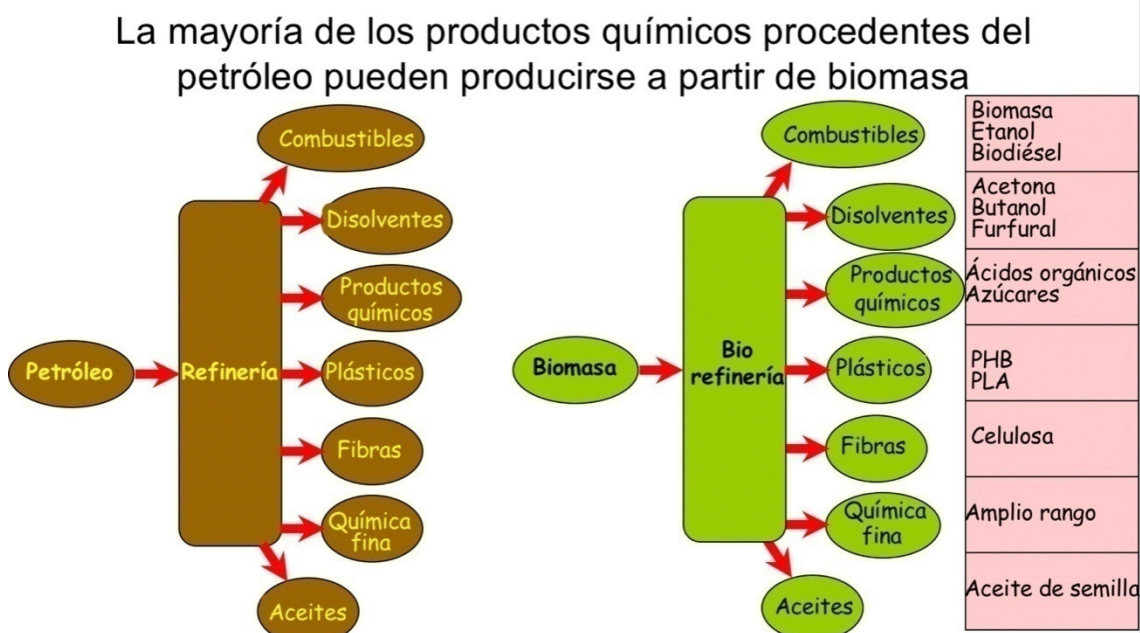 La mayoría de los productos químicos procedentes del
petróleo pueden producirse a partir de biomasa
Petróleo
Refinería
Combustibles
Disolventes
Productos
químicos
Plásticos
Fibras
Química
fina
Aceites
Biomasa
Bio
refinería
Combustibles
Disolventes
Productos
químicos
Plásticos
Fibras
Química
fina
Aceites
Biomasa
Etanol
Biodiésel
Acetona
Butanol
Furfural
Ácidos orgánicos
Azúcares
PHB
PLA
Celulosa
Amplio rango
Aceite de semilla